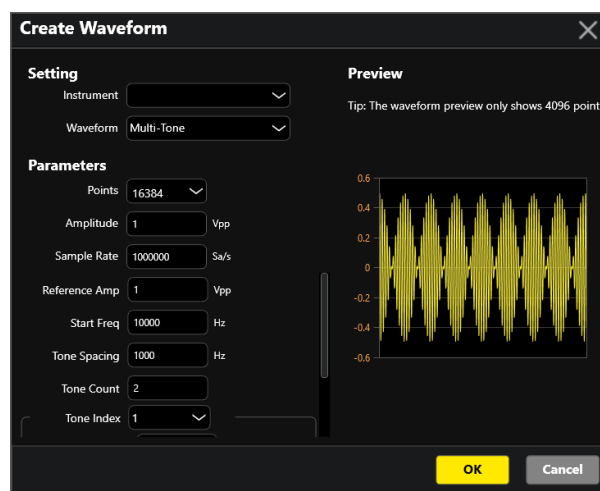 Create Waveform
Setting
Instrument
Waveform Multi-Tone
Parameters
Points 16384
Amplitude 1 Vpp
Sample Rate 1000000 Sa/s
Reference Amp 1 Vpp
Start Freq 10000 Hz
Tone Spacing 1000 Hz
Tone Count 2
Tone Index 1
Preview
Tip: The waveform preview only shows 4096 point
0.6
0.4
0.2
0
-0.2
-0.4
-0.6
OK Cancel